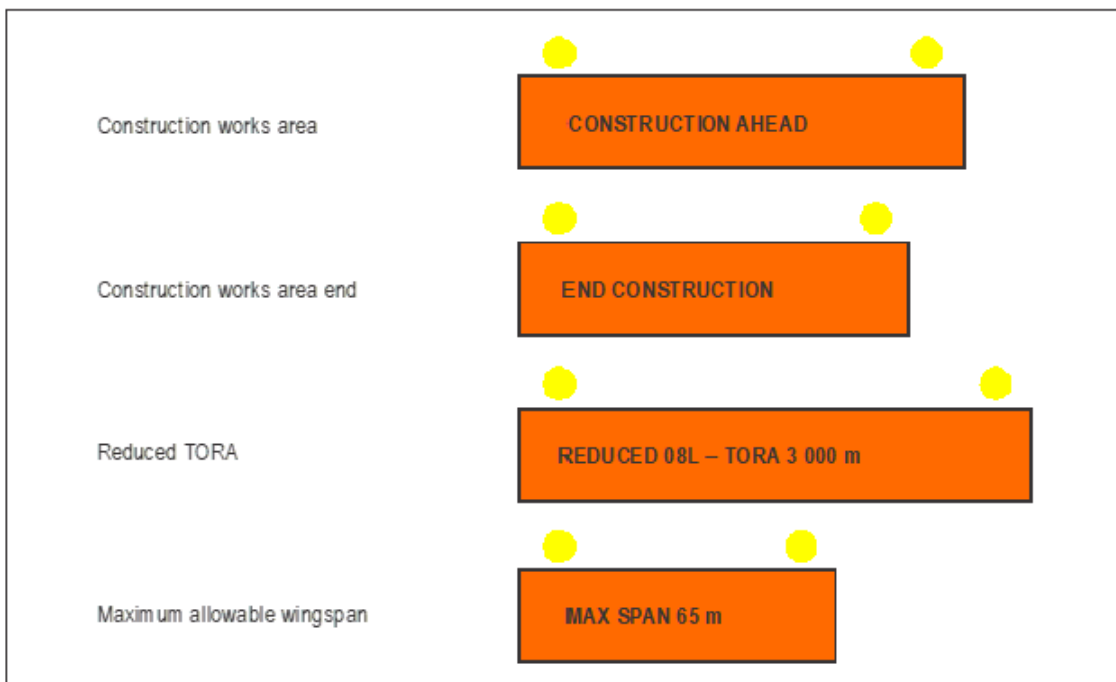 Construction works area
CONSTRUCTION AHEAD
Construction works area end
END CONSTRUCTION
Reduced TORA
REDUCED 08L – TORA 3 000 m
Maximum allowable wingspan
MAX SPAN 65 m